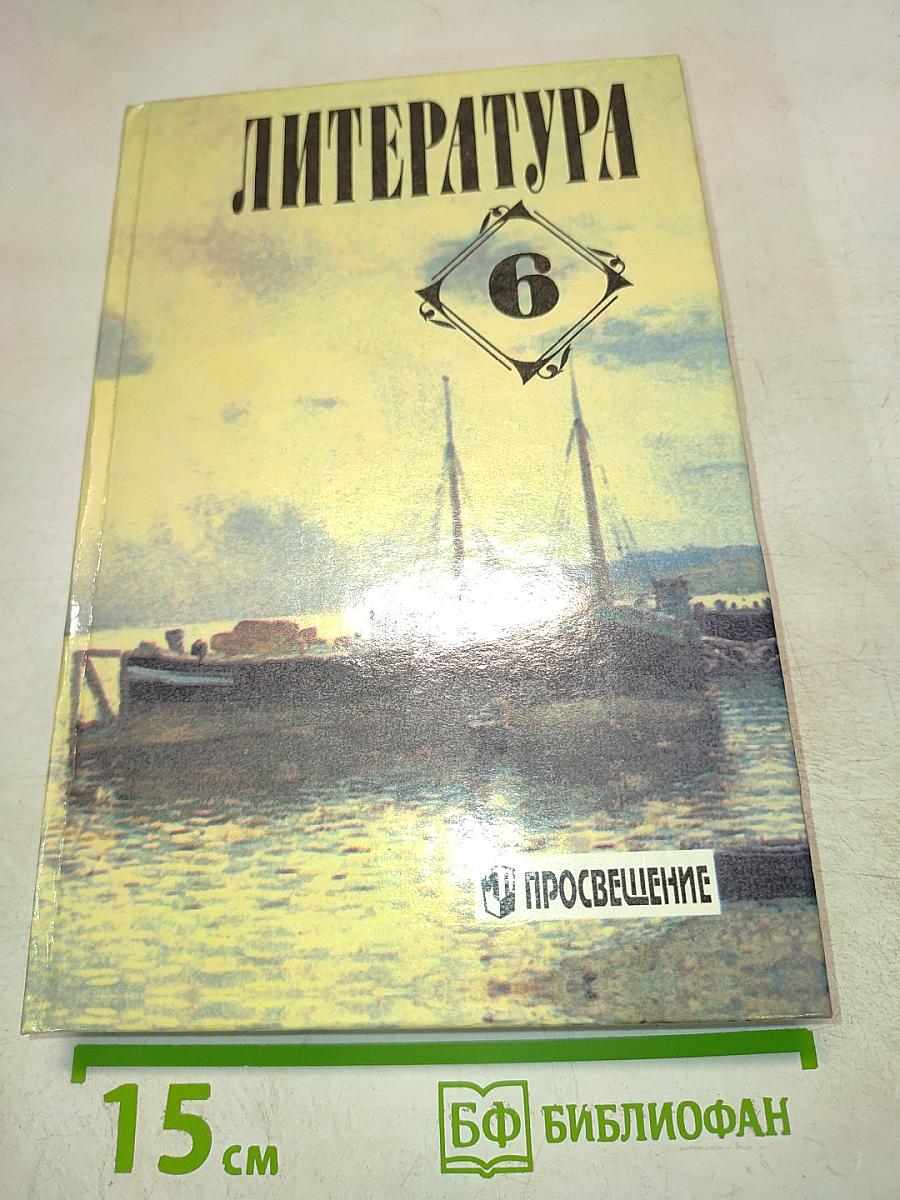 ЛИТЕРАТУРА
6
ПРОСВЕЩЕНИЕ
15 см
БФ БИБЛИОФАН